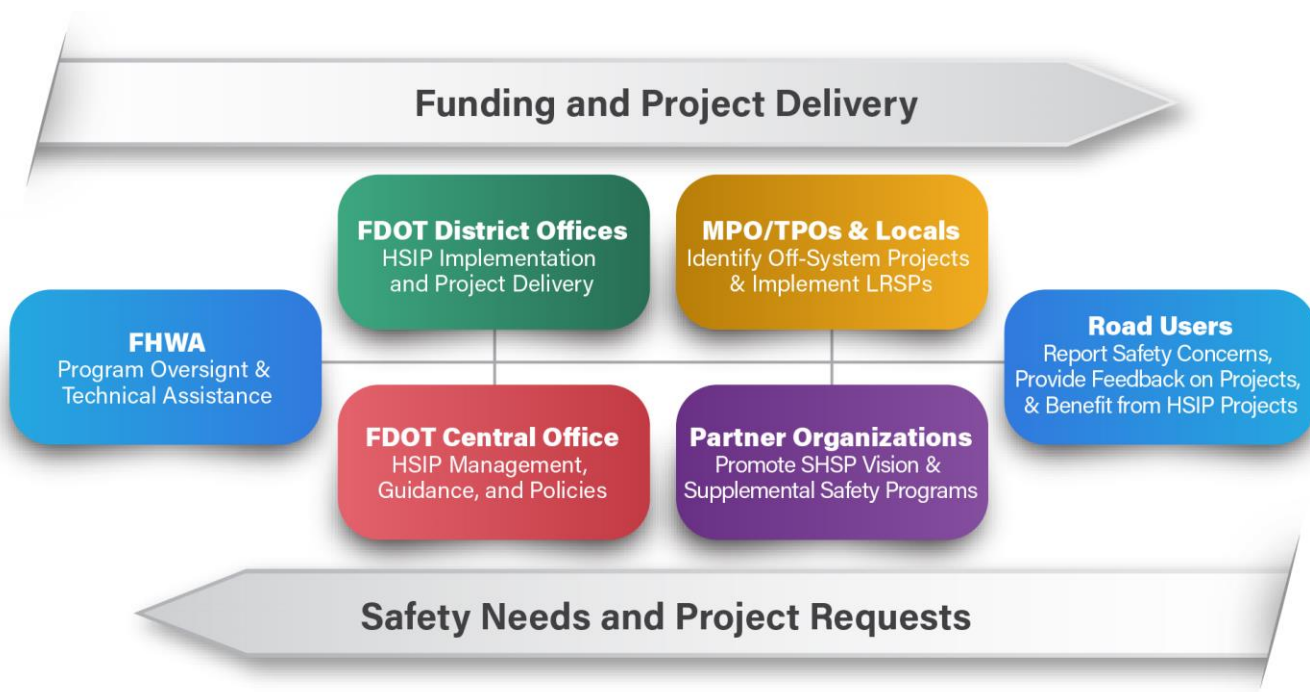 Funding and Project Delivery
FDOT District Offices
HSIP Implementation
and Project Delivery
MPO/TPOs & Locals
Identify Off-System Projects
& Implement LRSPs
FHWA
Program Oversignt &
Technical Assistance
Road Users
Report Safety Concerns,
Provide Feedback on Projects,
& Benefit from HSIP Projects
FDOT Central Office
HSIP Management,
Guidance, and Policies
Partner Organizations
Promote SHSP Vision &
Supplemental Safety Programs
Safety Needs and Project Requests